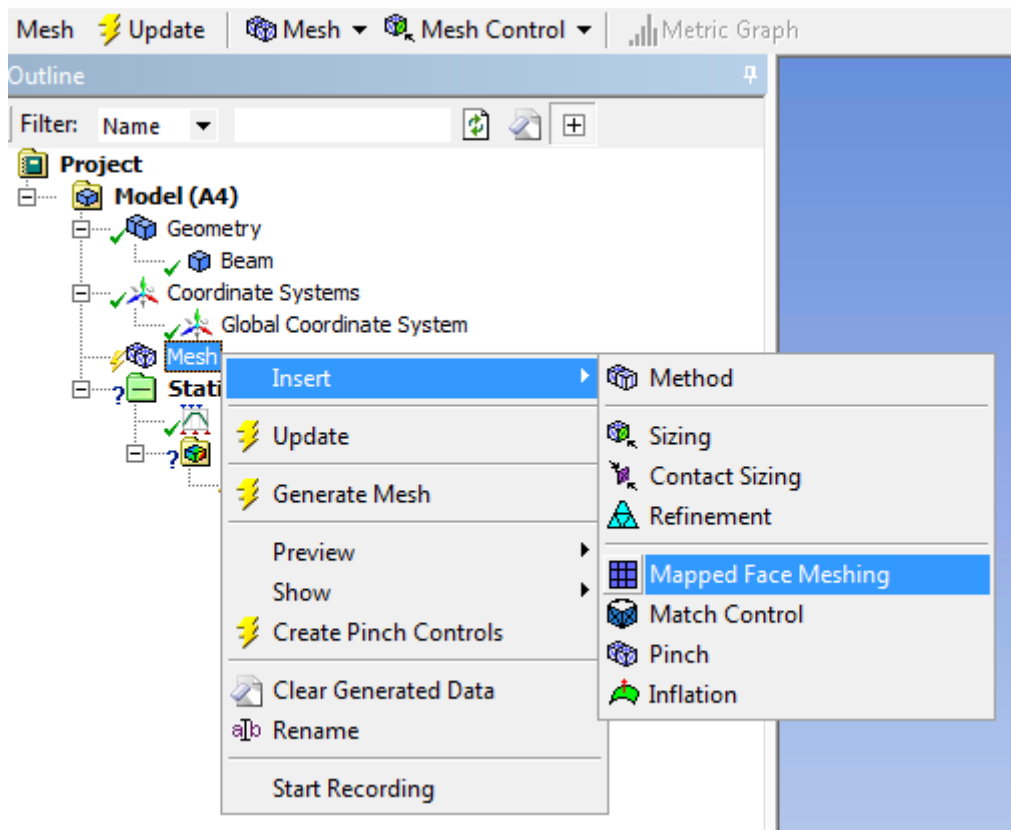 Mesh Update Mesh Mesh Control Metric Graph
Outline
Filter: Name
Project
Model (A4)
Geometry
Beam
Coordinate Systems
Global Coordinate System
Mesh
Stati
Insert
Update
Generate Mesh
Preview
Show
Create Pinch Controls
Clear Generated Data
Rename
Start Recording
Method
Sizing
Contact Sizing
Refinement
Mapped Face Meshing
Match Control
Pinch
Inflation